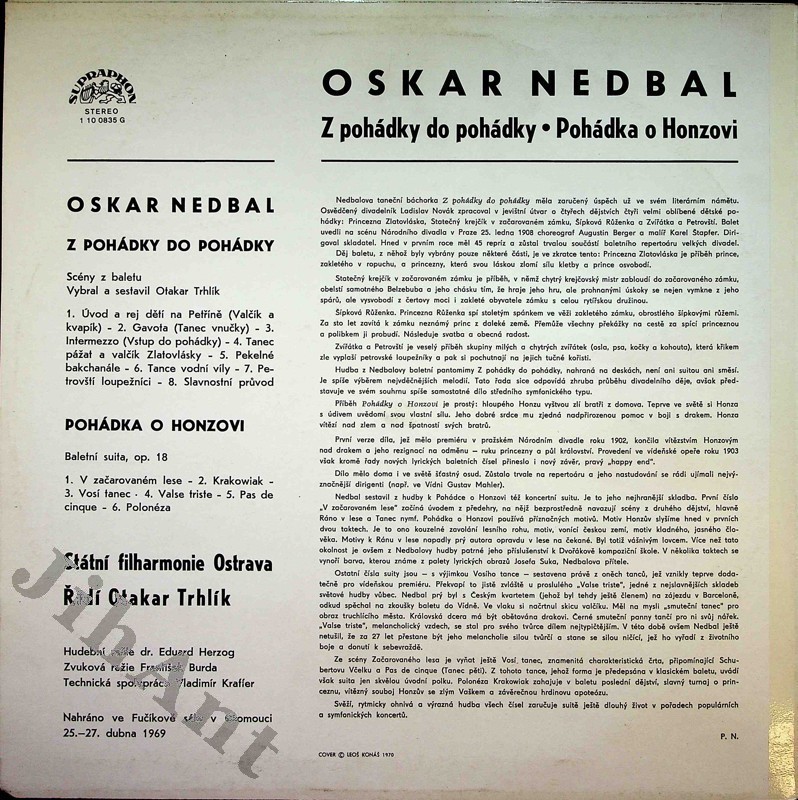 SUPRAPHON
STEREO
1 10 0835 G
OSKAR NEDBAL
Z pohádky do pohádky • Pohádka o Honzovi
OSKAR NEDBAL
Z POHÁDKY DO POHÁDKY
Scény z baletu
Vybral a sestavil Otakar Trhlík
1. Úvod a rej dětí na Petříně (Valčík a
kvapík) - 2. Gavota (Tanec vnučky) - 3.
Intermezzo (Vstup do pohádky) - 4. Tanec
pážat a valčík Zlatovlásky - 5. Pekelné
bakchanále - 6. Tance vodní víly - 7. Pe-
trovští loupežníci - 8. Slavnostní průvod
POHÁDKA O HONZOVI
Baletní suita, op. 18
1. V začarovaném lese - 2. Krakowiak -
3. Vosí tanec - 4. Valse triste - 5. Pas de
cinque - 6. Polonéza
Státní filharmonie Ostrava
Řídí Otakar Trhlík
Hudební režie dr. Eduard Herzog
Zvuková režie František Burda
Technická spolupráce Vladimír Krafler
Nahráno ve Fučíkově sále v Olomouci
25.–27. dubna 1969
Nedbalova taneční báchorka Z pohádky do pohádky měla zaručený úspěch už ve svém literárním námětu.
Osvědčený divadelník Ladislav Novák zpracoval v jevištní útvar o čtyřech dějstvích čtyři velmi oblíbené dětské po-
hádky: Princezna Zlatovláska, Statečný krejčík v začarovaném zámku, Šípková Růženka a Zvířátka a Petrovští. Balet
uvedli na scénu Národního divadla v Praze 25. ledna 1908 choreograf Augustin Berger a malíř Karel Štapfer. Diri-
goval skladatel. Hned v prvním roce měl 45 repríz a zůstal trvalou součástí baletního repertoáru velkých divadel.
Děj baletu, z něhož byly vybrány pouze některé části, je ve zkratce tento: Princezna Zlatovláska je příběh prince,
zakletého v ropuchu, a princezny, která svou láskou zlomí sílu kletby a prince osvobodí.
Statečný krejčík v začarovaném zámku je příběh, v němž chytrý krejčovský mistr zabloudí do začarovaného zámku,
obelstí samotného Belzebuba a jeho chásku tím, že hraje jeho hru, ale prohnanými úskoky se nejen vymkne z jeho
spárů, ale vysvobodí z čertovy moci i zakleté obyvatele zámku s celou rytířskou družinou.
Šípková Růženka. Princezna Růženka spí stoletým spánkem ve věži zakletého zámku, obrostlého šípkovými růžemi.
Za sto let zavítá k zámku neznámý princ z daleké země. Přemůže všechny překážky na cestě za spící princeznou
a polibkem ji probudí. Následuje svatba a obecná radost.
Zvířátka a Petrovští je veselý příběh skupiny milých a chytrých zvířátek (osla, psa, kočky a kohouta), která křikem
zle vyplaší petrovské loupežníky a pak si pochutnají na jejich tučné kořisti.
Hudba z Nedbalovy baletní pantomimy Z pohádky do pohádky, nahraná na deskách, není ani suitou ani směsí.
Je spíše výběrem nejvděčnějších melodií. Tato řada sice odpovídá zhruba průběhu divadelního děje, avšak před-
stavuje ve svém souhrnu spíše samostatné dílo středního symfonického typu.
Příběh Pohádky o Honzovi je prostý: hloupého Honzu vyštvou zlí bratři z domova. Teprve ve světě si Honza
s údivem uvědomí svou vlastní sílu. Jeho dobré srdce mu zjedná nadpřirozenou pomoc v boji s drakem. Honza
vítězí nad zlem a nad špatností svých bratrů.
První verze díla, jež mělo premiéru v pražském Národním divadle roku 1902, končila vítězstvím Honzovým
nad drakem a jeho rezignací na odměnu – ruku princezny a půl království. Provedení ve vídeňské opeře roku 1903
však kromě řady nových lyrických baletních čísel přineslo i nový závěr, pravý „happy end".
Dílo mělo doma i ve světě šťastný osud. Zůstalo trvale na repertoáru a jeho nastudování se rádi ujímali nejvý-
značnější dirigenti (např. ve Vídni Gustav Mahler).
Nedbal sestavil z hudby k Pohádce o Honzovi též koncertní suitu. Je to jeho nejhranější skladba. První číslo
„V začarovaném lese" začíná úvodem z předehry, na nějž bezprostředně navazují scény z druhého dějství, hlavně
Ráno v lese a Tanec nymf. Pohádka o Honzovi používá příznačných motivů. Motiv Honzův slyšíme hned v prvních
dvou taktech. Je to ono kouzelné zavolání lesního rohu, motiv, vonící českou zemí, motiv kladného, jasného člo-
věka. Motivy k Ránu v lese napadly prý autora opravdu v lese na čekané. Byl totiž vášnivým lovcem. Více než tato
okolnost je ovšem z Nedbalovy hudby patrné jeho příslušenství k Dvořákově kompoziční škole. V několika taktech se
vynoří barva, kterou známe z palety lyrických obrazů Josefa Suka, Nedbalova přítele.
Ostatní čísla suity jsou – s výjimkou Vosího tance – sestavena právě z oněch tanců, jež vznikly teprve doda-
tečně pro vídeňskou premiéru. Překvapí to jistě zvláště u proslulého "Valse triste", jedné z nejslavnějších skladeb
světové hudby vůbec. Nedbal prý byl s Českým kvartetem (jehož byl tehdy ještě členem) na zájezdu v Barceloně,
odkud spěchal na zkoušky baletu do Vídně. Ve vlaku si načrtnul skicu valčíku. Měl na mysli „smuteční tanec" pro
obraz truchlícího města. Královská dcera má být obětována drakovi. Černé smuteční panny tančí pro ni svůj nářek.
„Valse triste", melancholický vzdech, se stal pro svého tvůrce dílem nejtypičtějším. V této době ovšem Nedbal ještě
netušil, že za 27 let přestane být jeho melancholie silou tvůrčí a stane se silou ničící, jež ho vyřadí z životního
boje a donutí k sebevraždě.
Ze scény Začarovaného lesa je vyňat ještě Vosí tanec, znamenitá charakteristická črta, připomínající Schu-
bertovu Včelku a Pas de cinque (Tanec pěti). Z tohoto tance, jehož forma je předepsána v klasickém baletu, uvádí
však suita jen skvělou úvodní polku. Polonéza Krakowiak zahajuje v baletu poslední dějství, slavný turnaj o prin-
ceznu, vítězný souboj Honzův se zlým Vaškem a závěrečnou hrdinovu apoteózu.
Svěží, rytmicky ohnivá a výrazná hudba všech čísel zaručuje suitě ještě dlouhý život v pořadech populárních
a symfonických koncertů.
P. N.
COVER © LEOŠ KONÁŠ 1970
JihAnt